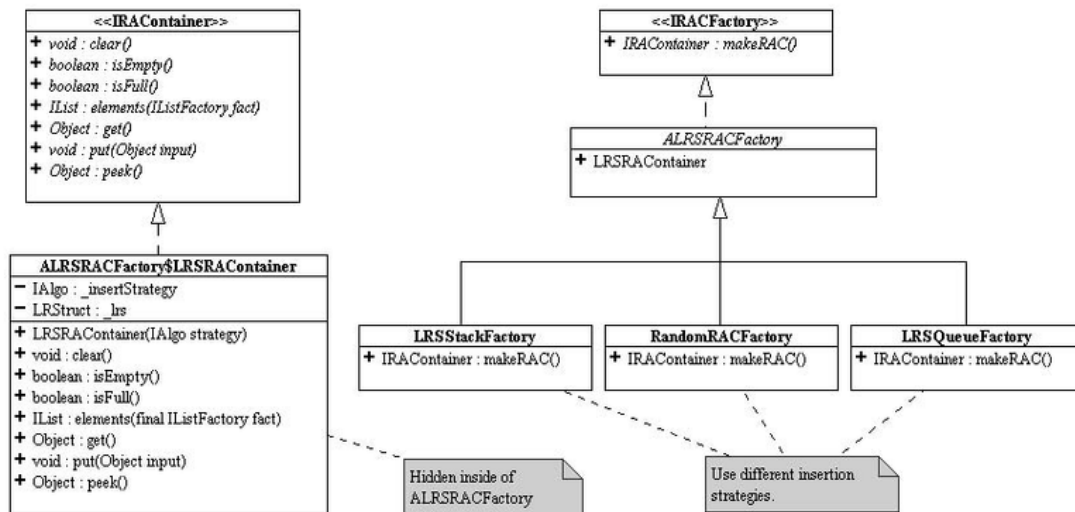 <<IRAContainer>>
+ void : clear()
+ boolean : isEmpty()
+ boolean : isFull()
+ IList : elements(IListFactory fact)
+ Object : get()
+ void : put(Object input)
+ Object : peek()
ALRSRACFactory$LRSRAContainer
- IAlgo : _insertStrategy
- LRStruct : _lrs
+ LRSRAContainer(IAlgo strategy)
+ void : clear()
+ boolean : isEmpty()
+ boolean : isFull()
+ IList : elements(final IListFactory fact)
+ Object : get()
+ void : put(Object input)
+ Object : peek()
Hidden inside of
ALRSRACFactory
<<IRACFactory>>
+ IRAContainer : makeRAC()
ALRSRACFactory
+ LRSRAContainer
LRSStackFactory
+ IRAContainer : makeRAC()
RandomRACFactory
+ IRAContainer : makeRAC()
LRSQueueFactory
+ IRAContainer : makeRAC()
Use different insertion
strategies.